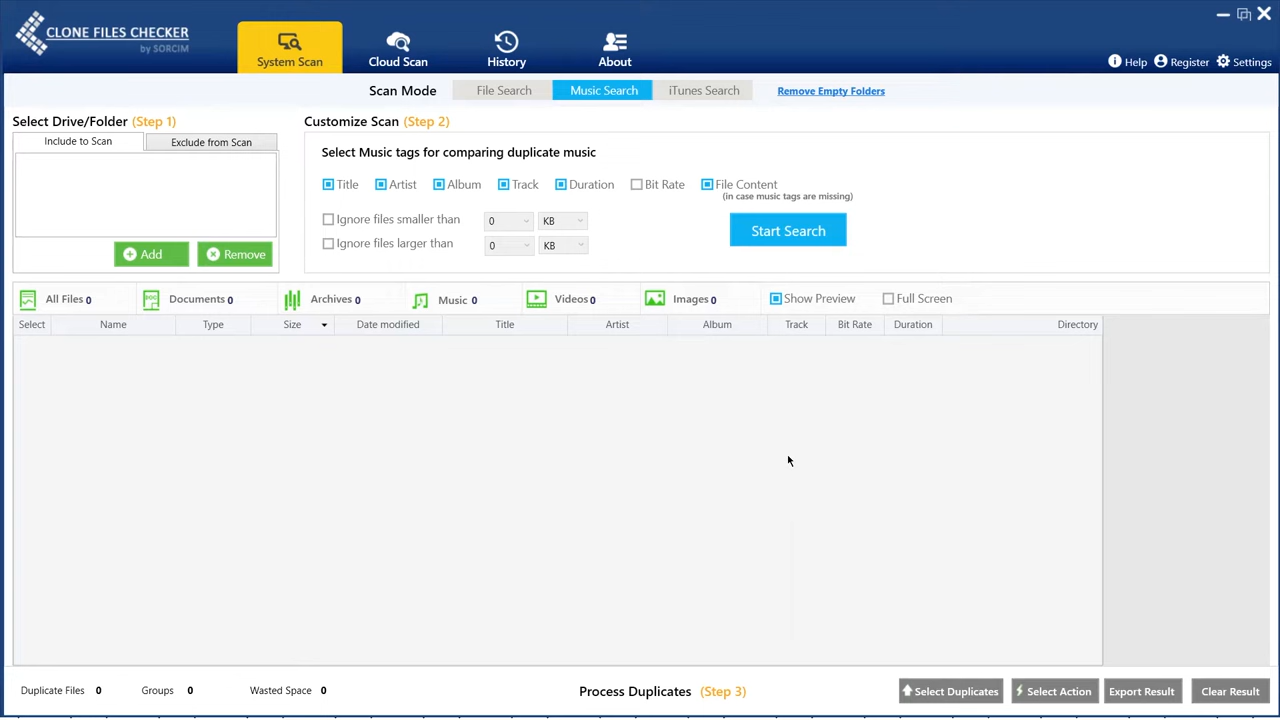 CLONE FILES CHECKER
by SORCIM
System Scan
Cloud Scan
History
About
Help
Register
Settings
Scan Mode
File Search
Music Search
iTunes Search
Remove Empty Folders
Select Drive/Folder (Step 1)
Include to Scan
Exclude from Scan
Add
Remove
Customize Scan (Step 2)
Select Music tags for comparing duplicate music
Title
Artist
Album
Track
Duration
Bit Rate
File Content
(in case music tags are missing)
Ignore files smaller than 0 KB
Ignore files larger than 0 KB
Start Search
All Files 0
Documents 0
Archives 0
Music 0
Videos 0
Images 0
Show Preview
Full Screen
Select Name Type Size Date modified Title Artist Album Track Bit Rate Duration Directory
Duplicate Files 0
Groups 0
Wasted Space 0
Process Duplicates (Step 3)
Select Duplicates
Select Action
Export Result
Clear Result